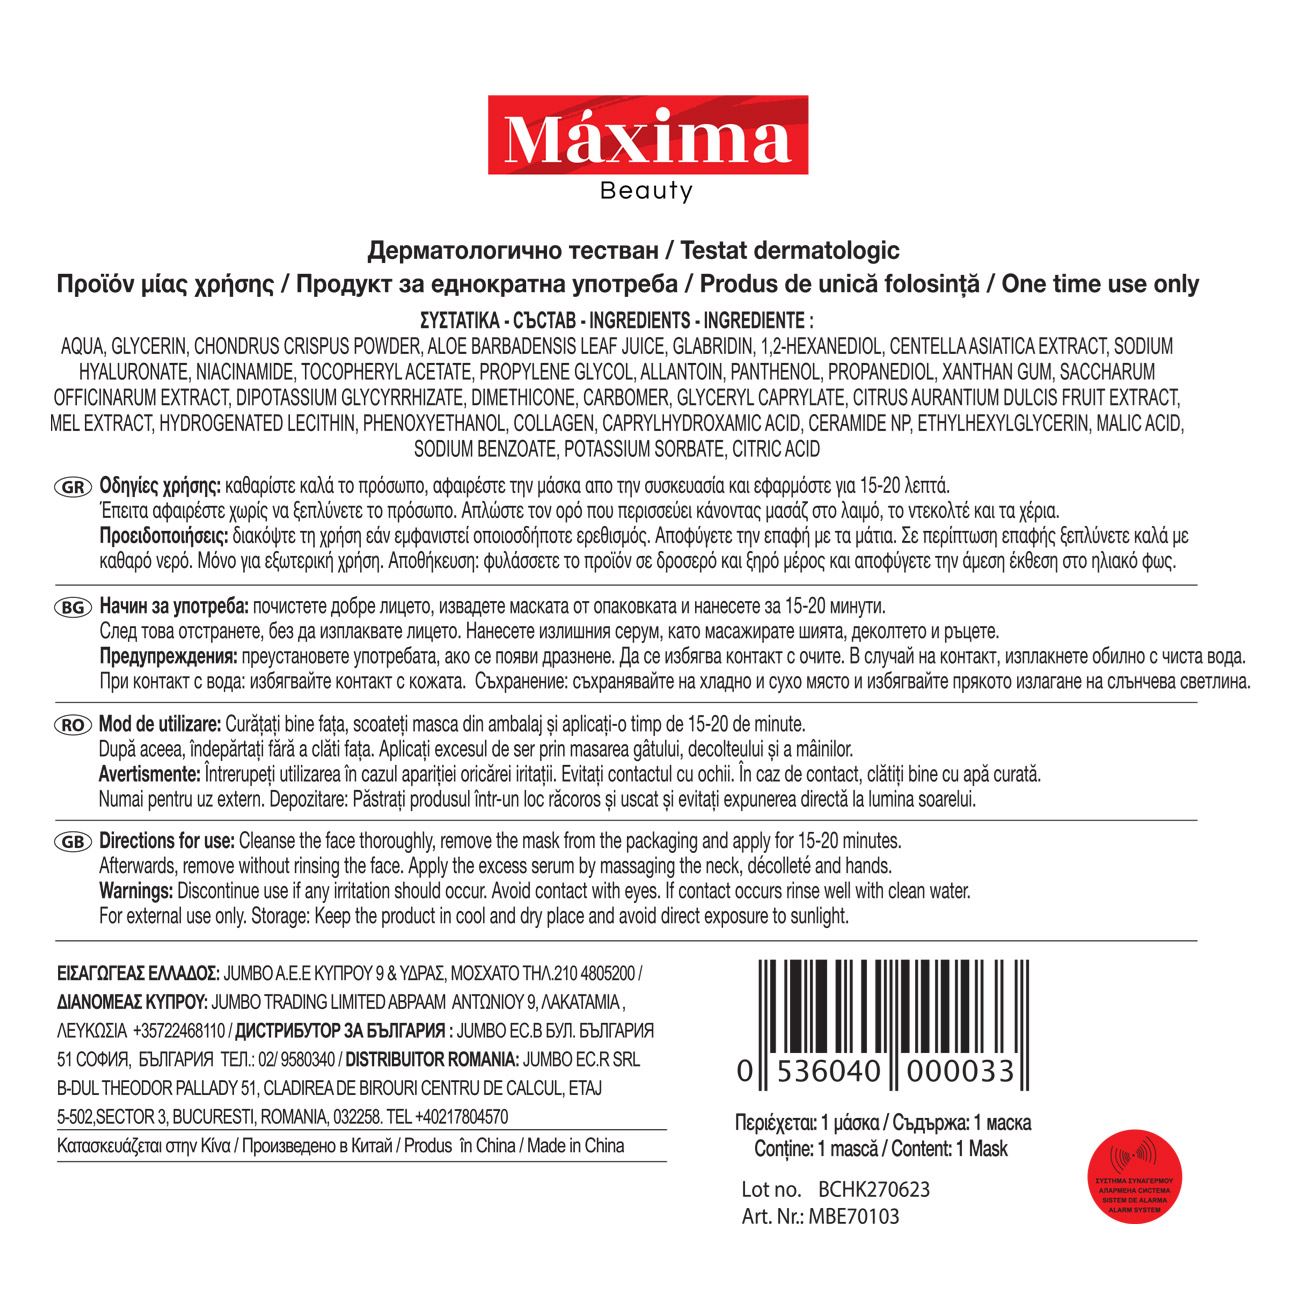 Máxima
Beauty
Дерматологично тестван / Testat dermatologic
Προϊόν μίας χρήσης / Продукт за еднократна употреба / Produs de unică folosință / One time use only
ΣΥΣΤΑΤΙΚΑ - СЪСТАВ - INGREDIENTS - INGREDIENTE :
AQUA, GLYCERIN, CHONDRUS CRISPUS POWDER, ALOE BARBADENSIS LEAF JUICE, GLABRIDIN, 1,2-HEXANEDIOL, CENTELLA ASIATICA EXTRACT, SODIUM
HYALURONATE, NIACINAMIDE, TOCOPHERYL ACETATE, PROPYLENE GLYCOL, ALLANTOIN, PANTHENOL, PROPANEDIOL, XANTHAN GUM, SACCHARUM
OFFICINARUM EXTRACT, DIPOTASSIUM GLYCYRRHIZATE, DIMETHICONE, CARBOMER, GLYCERYL CAPRYLATE, CITRUS AURANTIUM DULCIS FRUIT EXTRACT,
MEL EXTRACT, HYDROGENATED LECITHIN, PHENOXYETHANOL, COLLAGEN, CAPRYLHYDROXAMIC ACID, CERAMIDE NP, ETHYLHEXYLGLYCERIN, MALIC ACID,
SODIUM BENZOATE, POTASSIUM SORBATE, CITRIC ACID
GR Οδηγίες χρήσης: καθαρίστε καλά το πρόσωπο, αφαιρέστε την μάσκα απο την συσκευασία και εφαρμόστε για 15-20 λεπτά.
Έπειτα αφαιρέστε χωρίς να ξεπλύνετε το πρόσωπο. Απλώστε τον ορό που περισσεύει κάνοντας μασάζ στο λαιμό, το ντεκολτέ και τα χέρια.
Προειδοποιήσεις: διακόψτε τη χρήση εάν εμφανιστεί οποιοσδήποτε ερεθισμός. Αποφύγετε την επαφή με τα μάτια. Σε περίπτωση επαφής ξεπλύνετε καλά με
καθαρό νερό. Μόνο για εξωτερική χρήση. Αποθήκευση: φυλάσσετε το προϊόν σε δροσερό και ξηρό μέρος και αποφύγετε την άμεση έκθεση στο ηλιακό φως.
BG Начин за употреба: почистете добре лицето, извадете маската от опаковката и нанесете за 15-20 минути.
След това отстранете, без да изплаквате лицето. Нанесете излишния серум, като масажирате шията, деколтето и ръцете.
Предупреждения: преустановете употребата, ако се появи дразнене. Да се избягва контакт с очите. В случай на контакт, изплакнете обилно с чиста вода.
При контакт с вода: избягвайте контакт с кожата. Съхранение: съхранявайте на хладно и сухо място и избягвайте прякото излагане на слънчева светлина.
RO Mod de utilizare: Curățați bine fața, scoateți masca din ambalaj și aplicați-o timp de 15-20 de minute.
După aceea, îndepărtați fără a clăti fața. Aplicați excesul de ser prin masarea gâtului, decolteului și a mâinilor.
Avertismente: Întrerupeți utilizarea în cazul apariției oricărei iritații. Evitați contactul cu ochii. În caz de contact, clătiți bine cu apă curată.
Numai pentru uz extern. Depozitare: Păstrați produsul într-un loc răcoros și uscat și evitați expunerea directă la lumina soarelui.
GB Directions for use: Cleanse the face thoroughly, remove the mask from the packaging and apply for 15-20 minutes.
Afterwards, remove without rinsing the face. Apply the excess serum by massaging the neck, décolleté and hands.
Warnings: Discontinue use if any irritation should occur. Avoid contact with eyes. If contact occurs rinse well with clean water.
For external use only. Storage: Keep the product in cool and dry place and avoid direct exposure to sunlight.
ΕΙΣΑΓΩΓΕΑΣ ΕΛΛΑΔΟΣ: JUMBO A.E.E ΚΥΠΡΟΥ 9 & ΥΔΡΑΣ, ΜΟΣΧΑΤΟ ΤΗΛ.210 4805200 /
ΔΙΑΝΟΜΕΑΣ ΚΥΠΡΟΥ: JUMBO TRADING LIMITED ΑΒΡΑΑΜ ΑΝΤΩΝΙΟΥ 9, ΛΑΚΑΤΑΜΙΑ ,
ΛΕΥΚΩΣΙΑ +35722468110 / ДИСТРИБУТОР ЗА БЪЛГАРИЯ : JUMBO EC.B БУЛ. БЪЛГАРИЯ
51 СОФИЯ, БЪЛГАРИЯ ТЕЛ.: 02/ 9580340 / DISTRIBUITOR ROMANIA: JUMBO EC.R SRL
B-DUL THEODOR PALLADY 51, CLADIREA DE BIROURI CENTRU DE CALCUL, ETAJ
5-502,SECTOR 3, BUCURESTI, ROMANIA, 032258. TEL +40217804570
Κατασκευάζεται στην Κίνα / Произведено в Китай / Produs în China / Made in China
0 536040 000033
Περιέχεται: 1 μάσκα / Съдържа: 1 маска
Conține: 1 mască / Content: 1 Mask
Lot no. BCHK270623
Art. Nr.: MBE70103
ΣΥΣΤΗΜΑ ΣΥΝΑΓΕΡΜΟΥ
АЛАРМЕНА СИСТЕМА
SISTEM DE ALARMA
ALARM SYSTEM